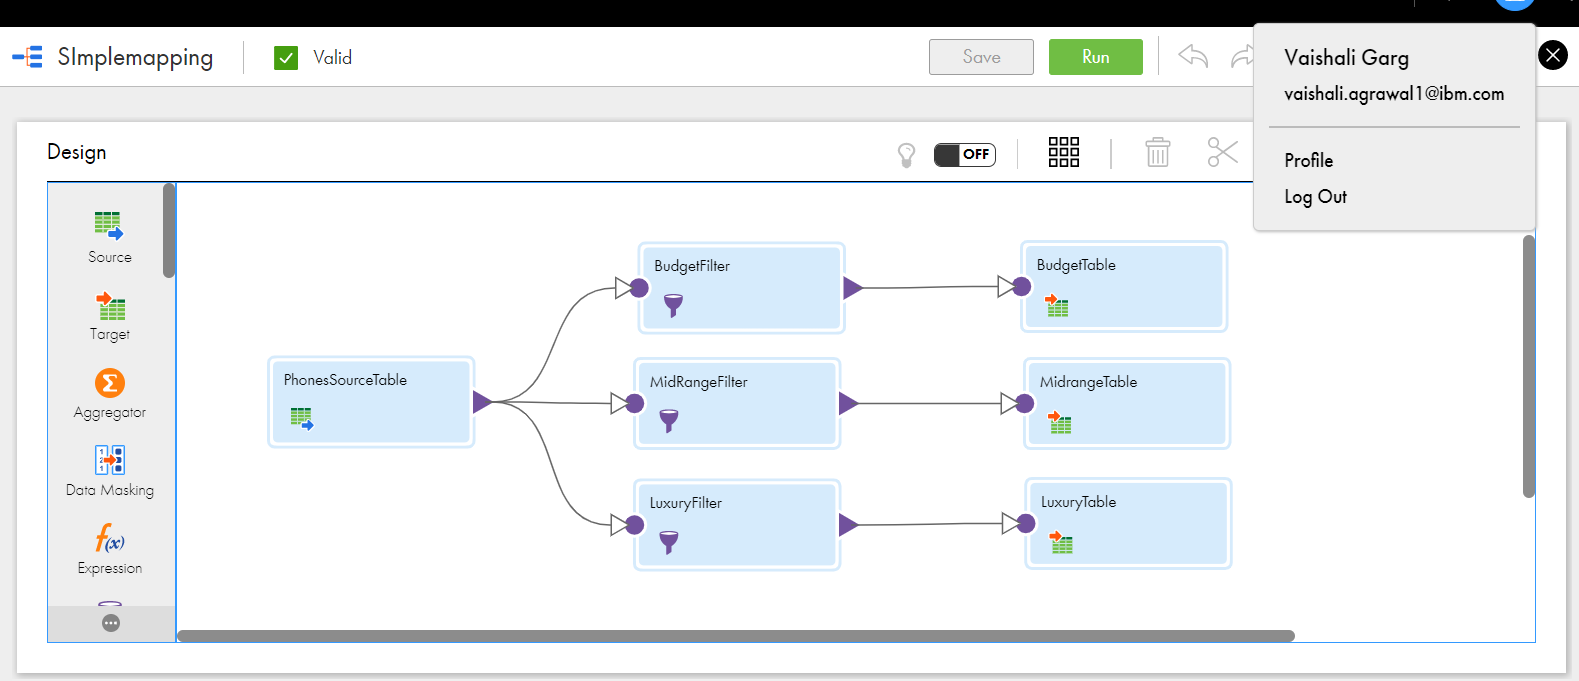 SImplemapping
Valid
Save
Run
Vaishali Garg
vaishali.agrawal1@ibm.com
Profile
Log Out
Design
OFF
Source
Target
Aggregator
Data Masking
Expression
PhonesSourceTable
BudgetFilter
BudgetTable
MidRangeFilter
MidrangeTable
LuxuryFilter
LuxuryTable